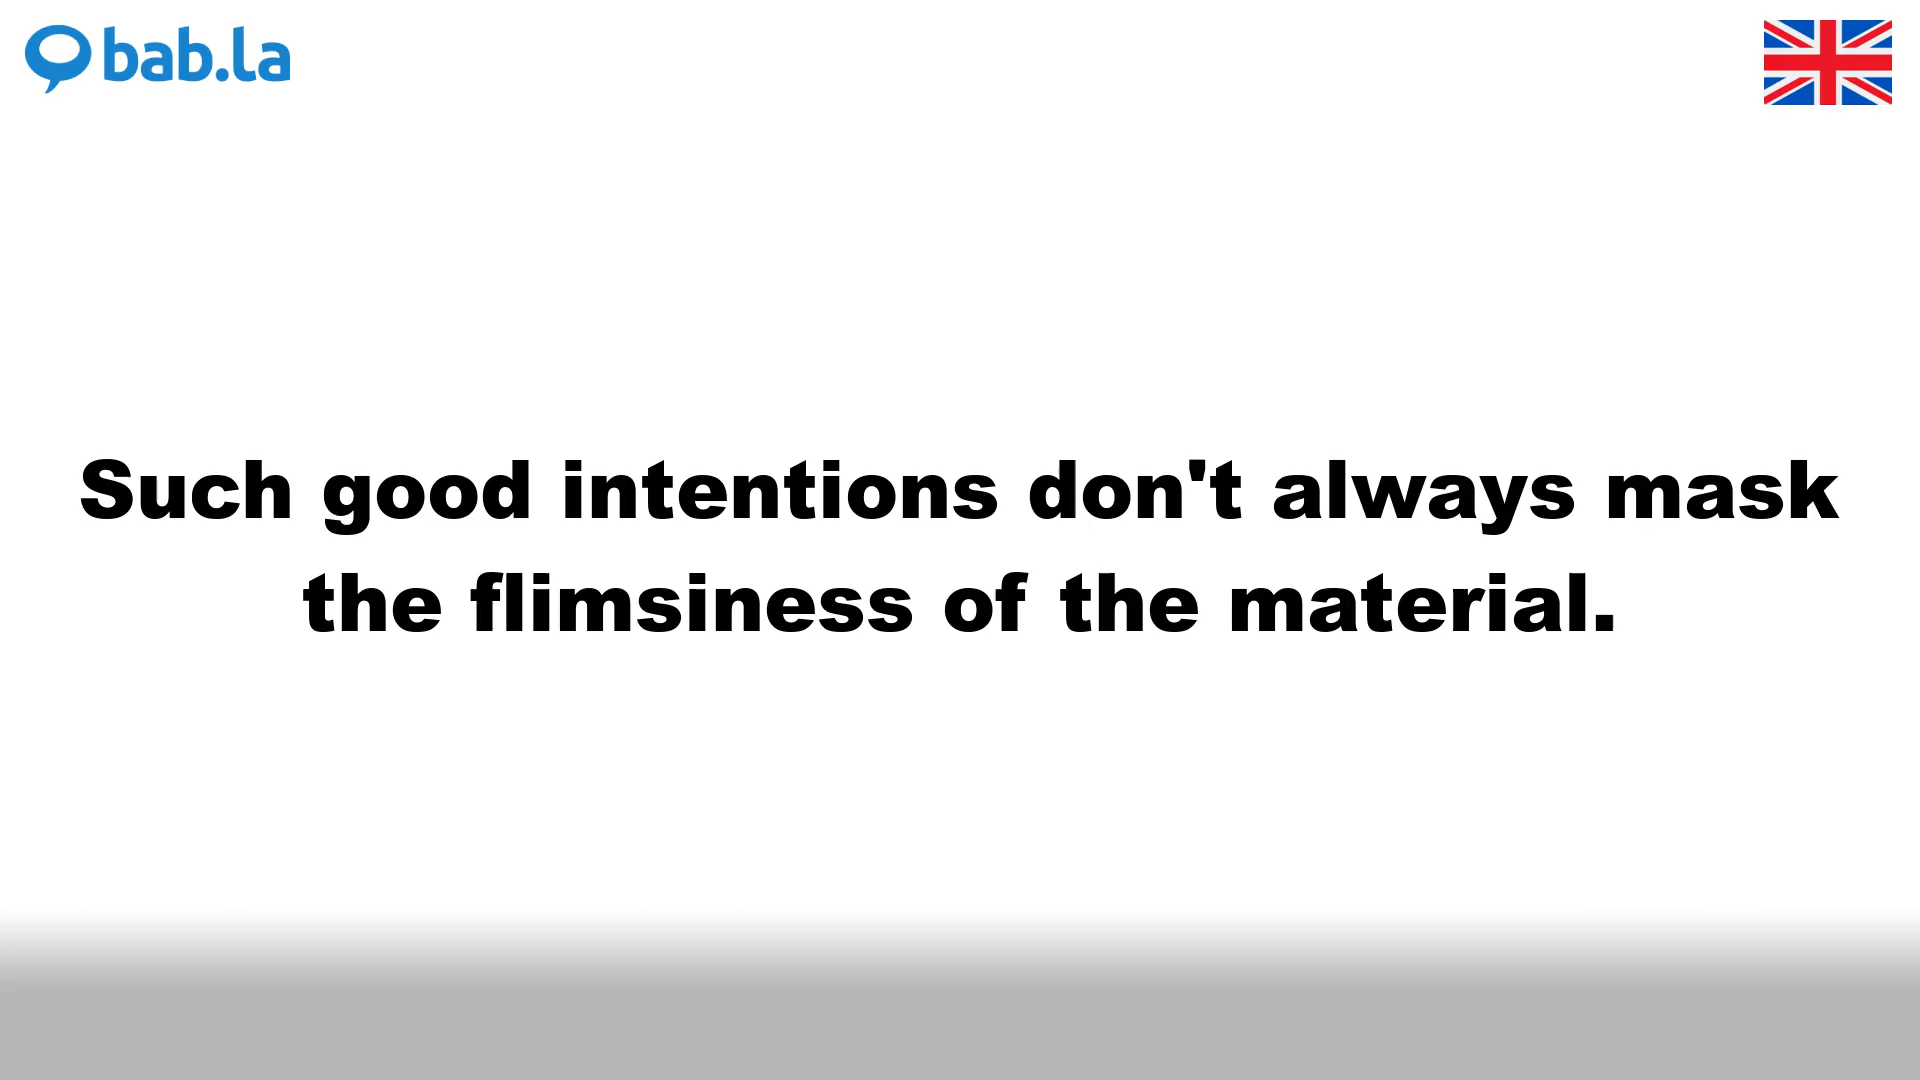 bab.la
Such good intentions don't always mask
the flimsiness of the material.